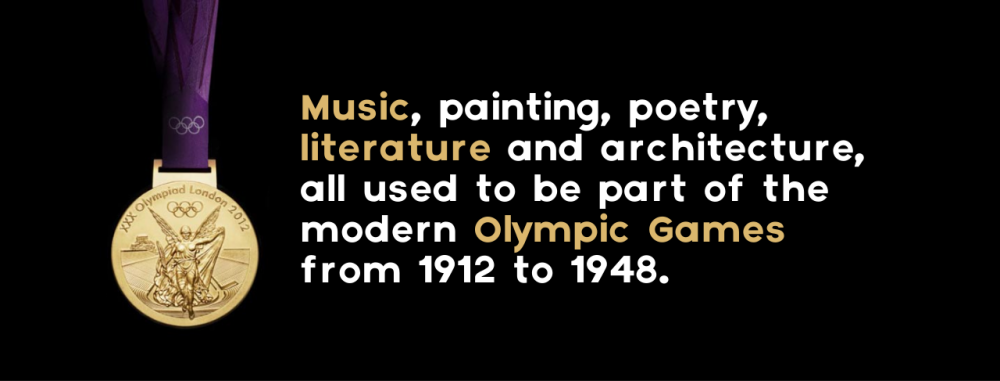 XXX Olympiad London 2012
Music, painting, poetry,
literature and architecture,
all used to be part of the
modern Olympic Games
from 1912 to 1948.